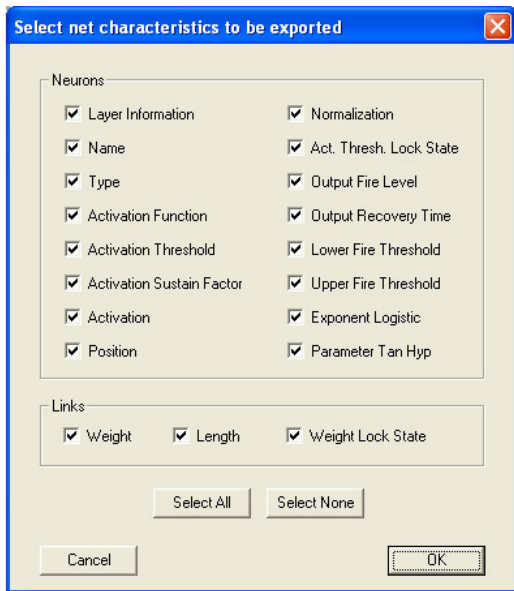 Select net characteristics to be exported
Neurons
Layer Information
Normalization
Name
Act. Thresh. Lock State
Type
Output Fire Level
Activation Function
Output Recovery Time
Activation Threshold
Lower Fire Threshold
Activation Sustain Factor
Upper Fire Threshold
Activation
Exponent Logistic
Position
Parameter Tan Hyp
Links
Weight
Length
Weight Lock State
Select All
Select None
Cancel
OK